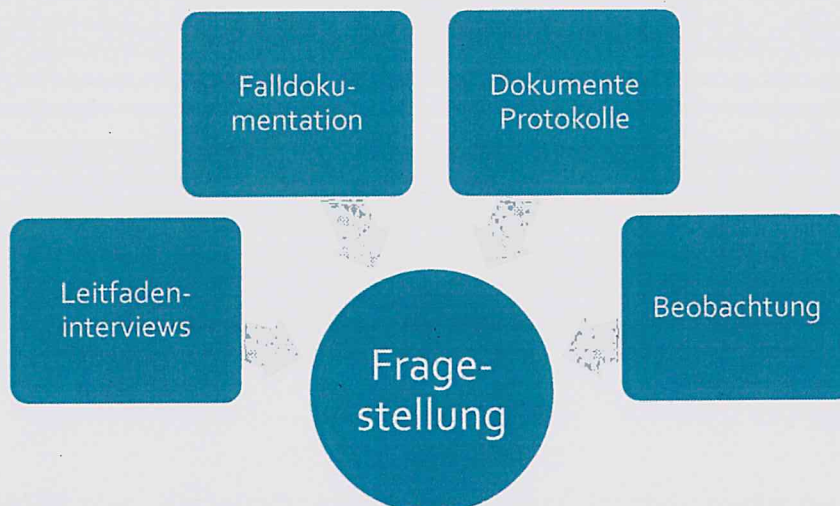 Falldoku-
mentation
Dokumente
Protokolle
Leitfaden-
interviews
Beobachtung
Frage-
stellung